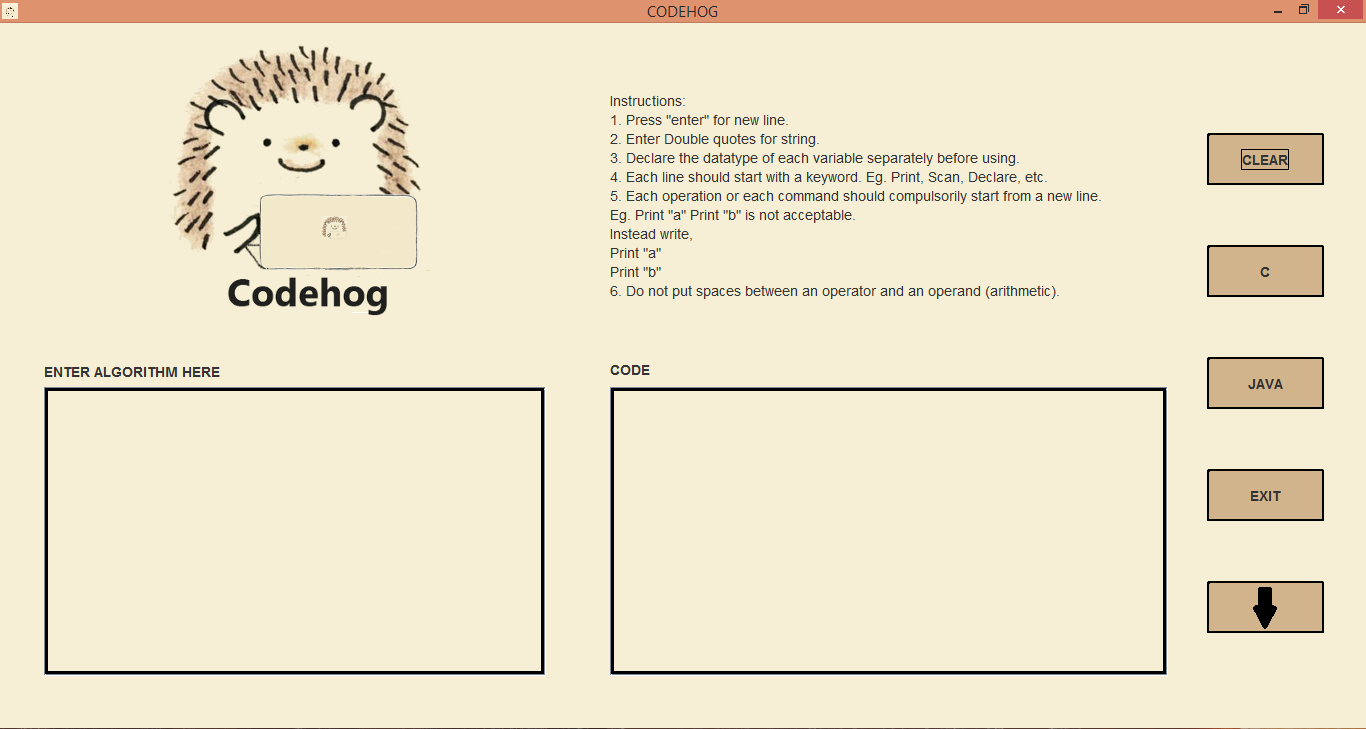 CODEHOG
Codehog
Instructions:
1. Press "enter" for new line.
2. Enter Double quotes for string.
3. Declare the datatype of each variable separately before using.
4. Each line should start with a keyword. Eg. Print, Scan, Declare, etc.
5. Each operation or each command should compulsorily start from a new line.
Eg. Print "a" Print "b" is not acceptable.
Instead write,
Print "a"
Print "b"
6. Do not put spaces between an operator and an operand (arithmetic).
ENTER ALGORITHM HERE
CODE
CLEAR
C
JAVA
EXIT